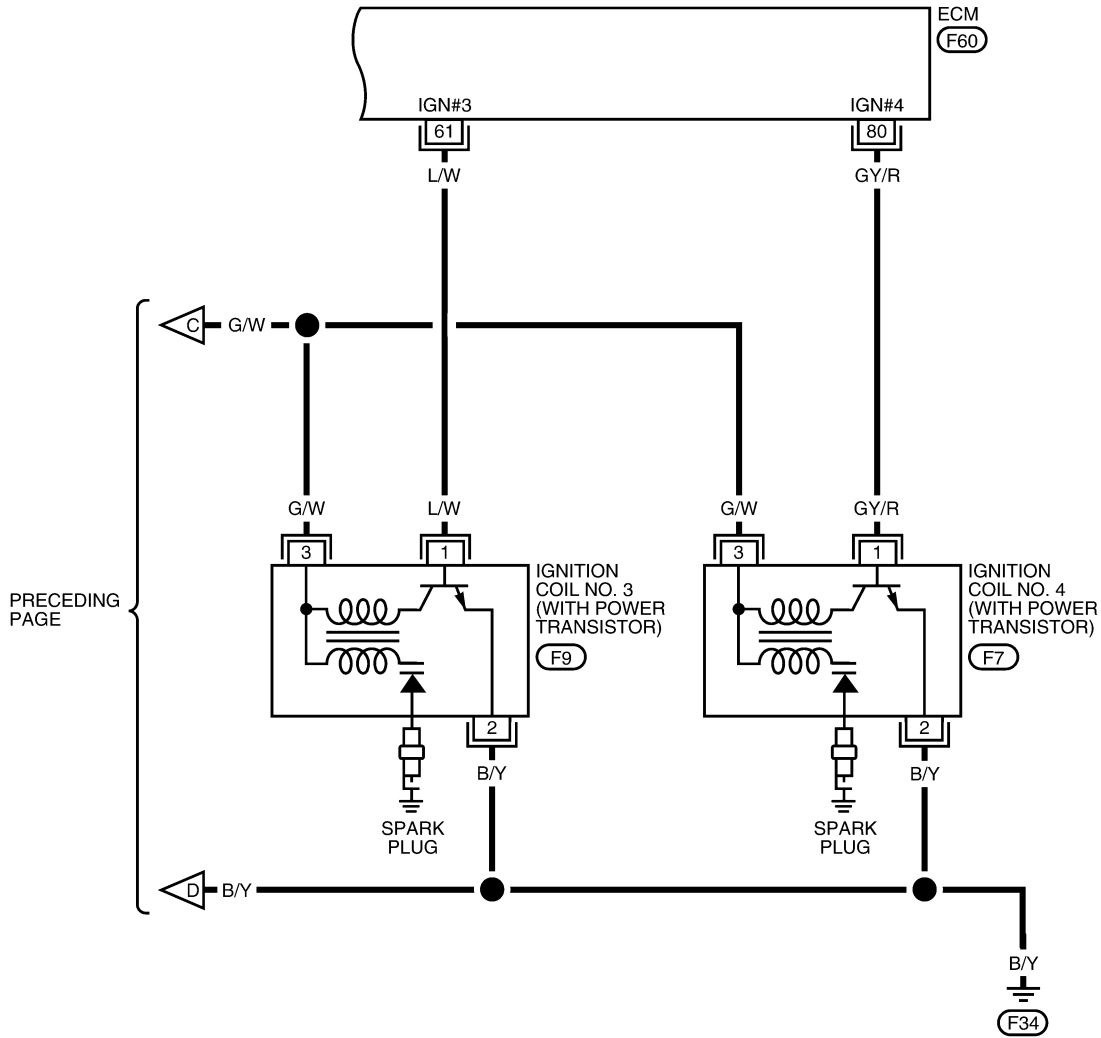 ECM
F60
IGN#3
IGN#4
61
80
L/W
GY/R
C
G/W
G/W
L/W
G/W
GY/R
3
1
3
1
IGNITION
COIL NO. 3
(WITH POWER
TRANSISTOR)
F9
IGNITION
COIL NO. 4
(WITH POWER
TRANSISTOR)
F7
PRECEDING
PAGE
2
2
B/Y
B/Y
SPARK
PLUG
SPARK
PLUG
D
B/Y
B/Y
F34